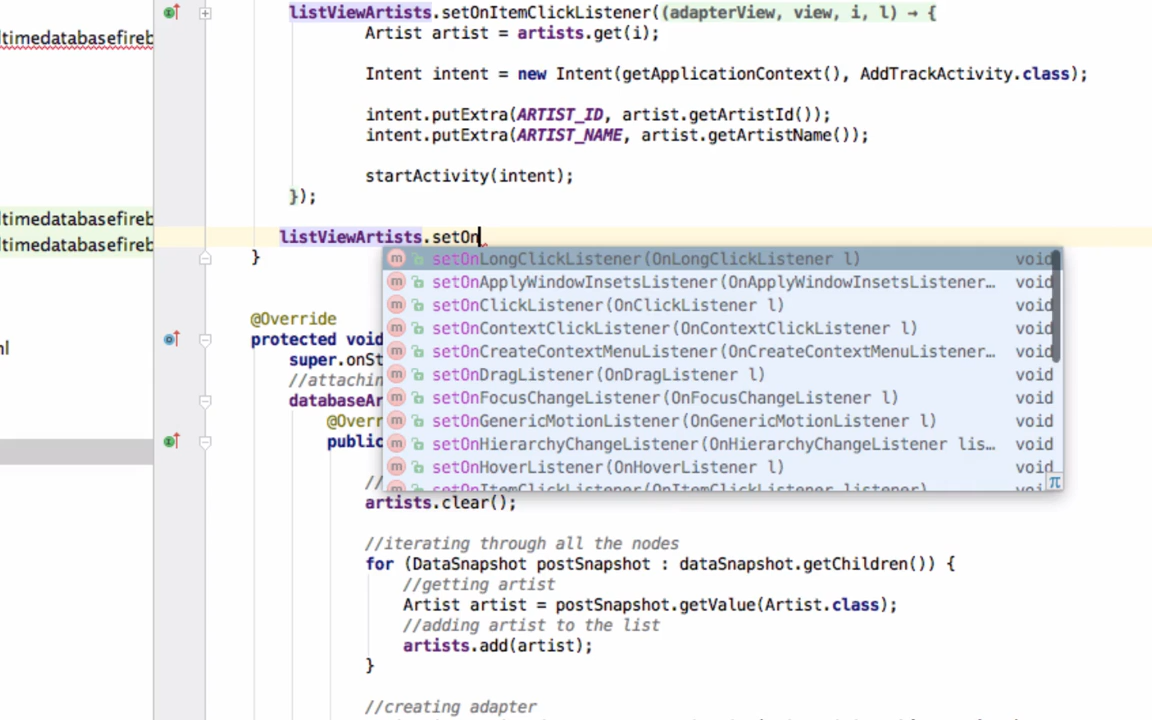 listViewArtists.setOnItemClickListener((adapterView, view, i, l) → {
ltimedatabasefireb
Artist artist = artists.get(i);
Intent intent = new Intent(getApplicationContext(), AddTrackActivity.class);
intent.putExtra(ARTIST_ID, artist.getArtistId());
intent.putExtra(ARTIST_NAME, artist.getArtistName());
startActivity(intent);
});
ltimedatabasefireb
listViewArtists.setOn
ltimedatabasefireb
}
setOnLongClickListener(OnLongClickListener l) void
setOnApplyWindowInsetsListener(OnApplyWindowInsetsListener… void
setOnClickListener(OnClickListener l) void
setOnContextClickListener(OnContextClickListener l) void
setOnCreateContextMenuListener(OnCreateContextMenuListener… void
setOnDragListener(OnDragListener l) void
setOnFocusChangeListener(OnFocusChangeListener l) void
setOnGenericMotionListener(OnGenericMotionListener l) void
setOnHierarchyChangeListener(OnHierarchyChangeListener lis… void
setOnHoverListener(OnHoverListener l) void
setOnItemClickListener(OnItemClickListener listener) void
π
@Override
protected void
super.onSt
//attachin
databaseAr
@Overr
public
//
artists.clear();
//iterating through all the nodes
for (DataSnapshot postSnapshot : dataSnapshot.getChildren()) {
//getting artist
Artist artist = postSnapshot.getValue(Artist.class);
//adding artist to the list
artists.add(artist);
}
//creating adapter